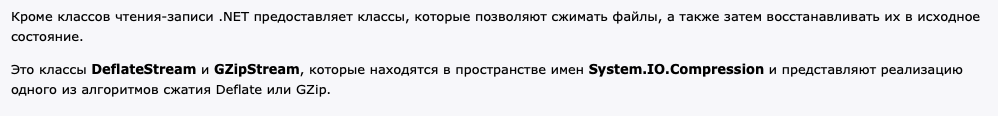 Кроме классов чтения-записи .NET предоставляет классы, которые позволяют сжимать файлы, а также затем восстанавливать их в исходное
состояние.
Это классы DeflateStream и GZipStream, которые находятся в пространстве имен System.IO.Compression и представляют реализацию
одного из алгоритмов сжатия Deflate или GZip.